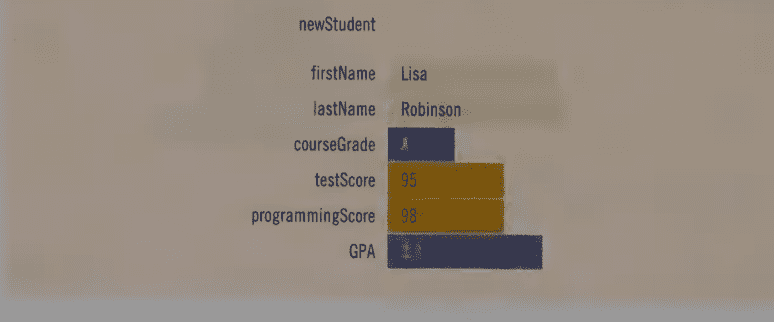 newStudent
firstName Lisa
lastName Robinson
courseGrade A
testScore 95
programmingScore 98
GPA